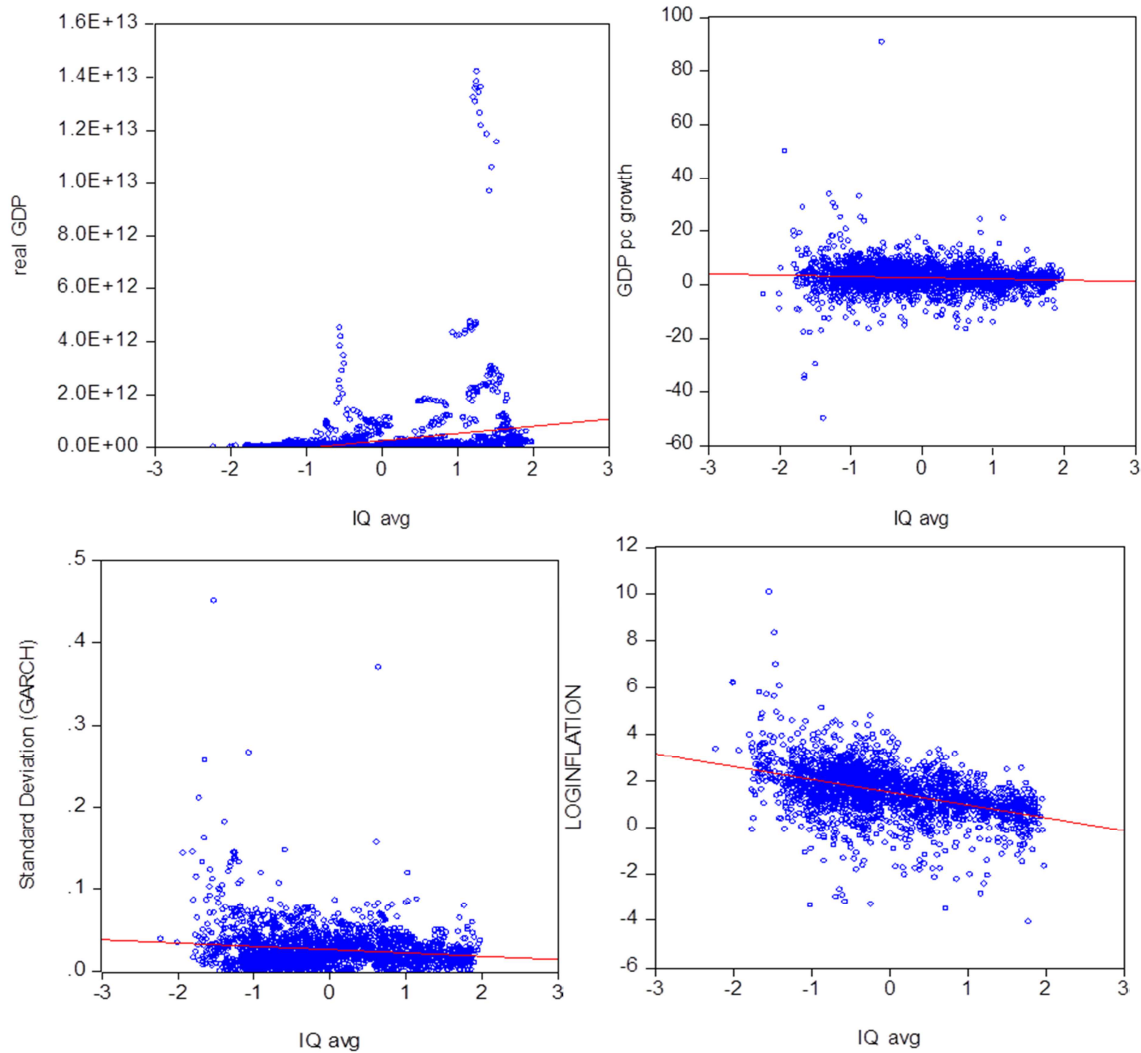 real GDP
1.6E+13
1.4E+13
1.2E+13
1.0E+13
8.0E+12
6.0E+12
4.0E+12
2.0E+12
0.0E+00
-3 -2 -1 0 1 2 3
IQ avg
GDP pc growth
100
80
60
40
20
0
-20
-40
-60
-3 -2 -1 0 1 2 3
IQ avg
Standard Deviation (GARCH)
.5
.4
.3
.2
.1
.0
-3 -2 -1 0 1 2 3
IQ avg
LOGINFLATION
12
10
8
6
4
2
0
-2
-4
-6
-3 -2 -1 0 1 2 3
IQ avg